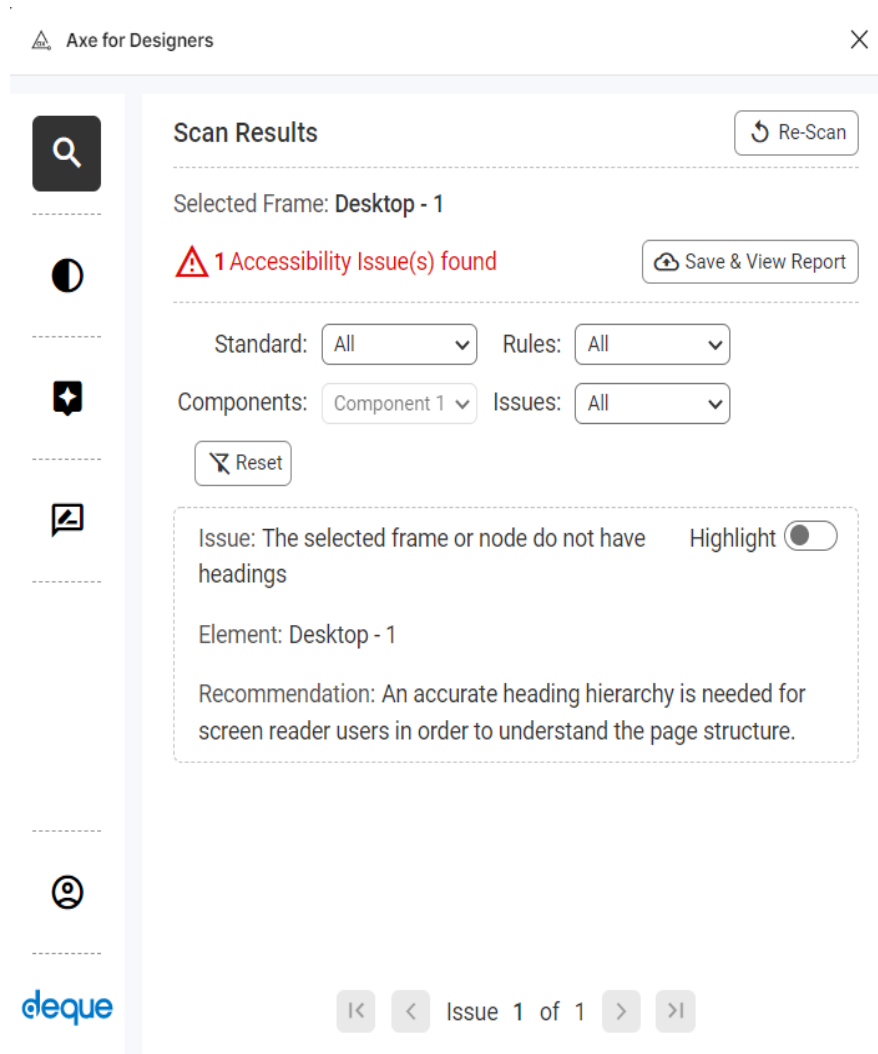 Axe for Designers
Scan Results
Re-Scan
Selected Frame: Desktop - 1
1 Accessibility Issue(s) found
Save & View Report
Standard: All Rules: All
Components: Component 1 Issues: All
Reset
Issue: The selected frame or node do not have
headings
Highlight
Element: Desktop - 1
Recommendation: An accurate heading hierarchy is needed for
screen reader users in order to understand the page structure.
deque
Issue 1 of 1